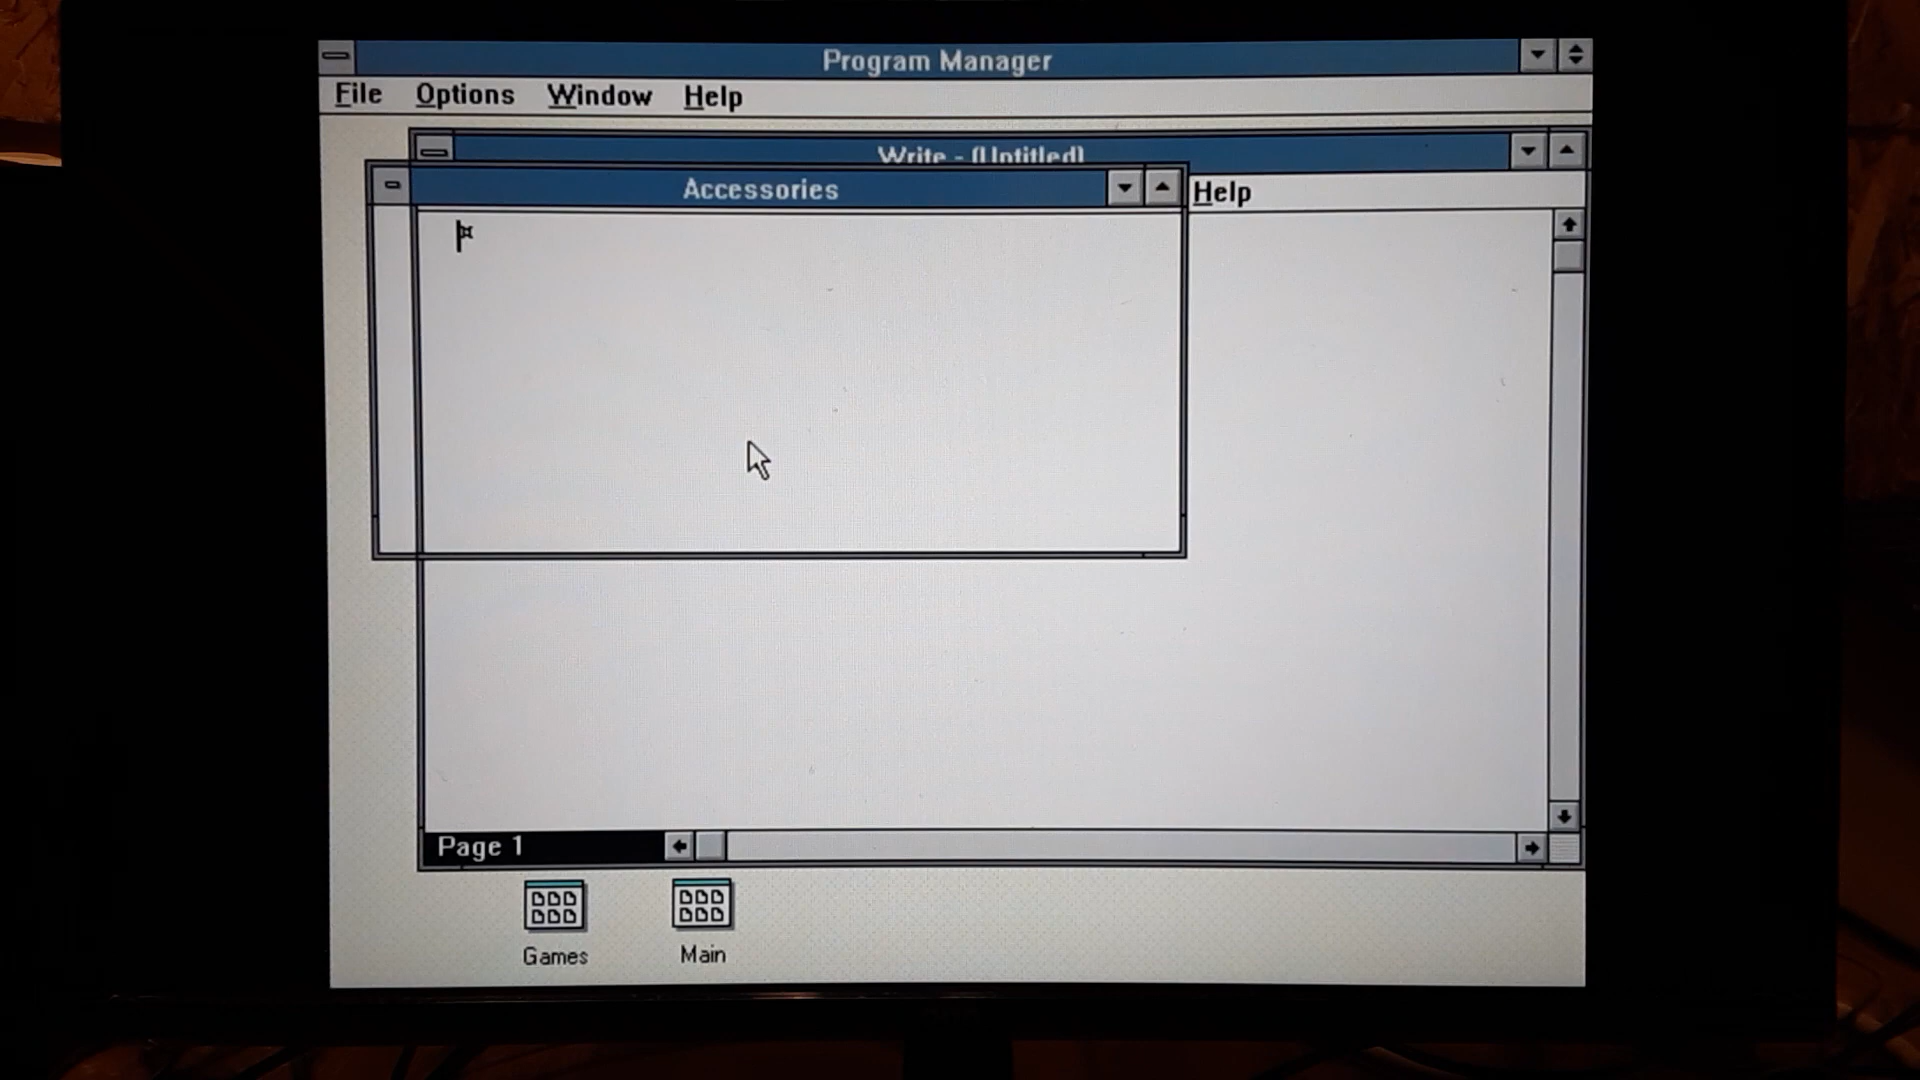 Program Manager
File Options Window Help
Write - (Untitled)
Accessories
Help
Page 1
Games
Main